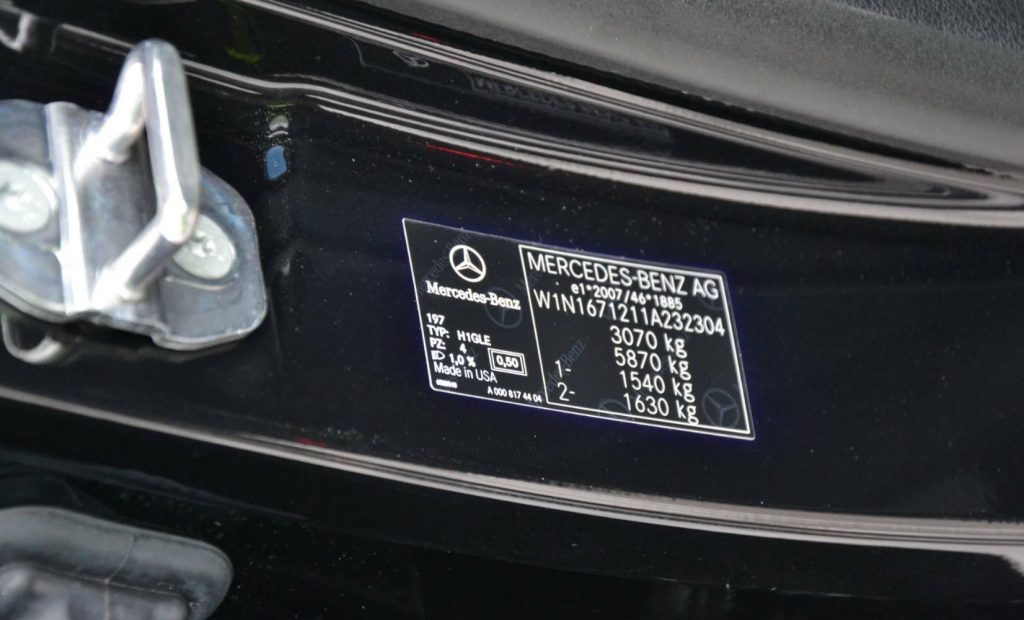 Mercedes-Benz
197
TYP: H1GLE
PZ: 4
1,0 % 0,50
Made in USA
A 000 817 44 04
MERCEDES-BENZ AG
e1*2007/46*1885
W1N1671211A232304
3070 kg
5870 kg
1- 1540 kg
2- 1630 kg